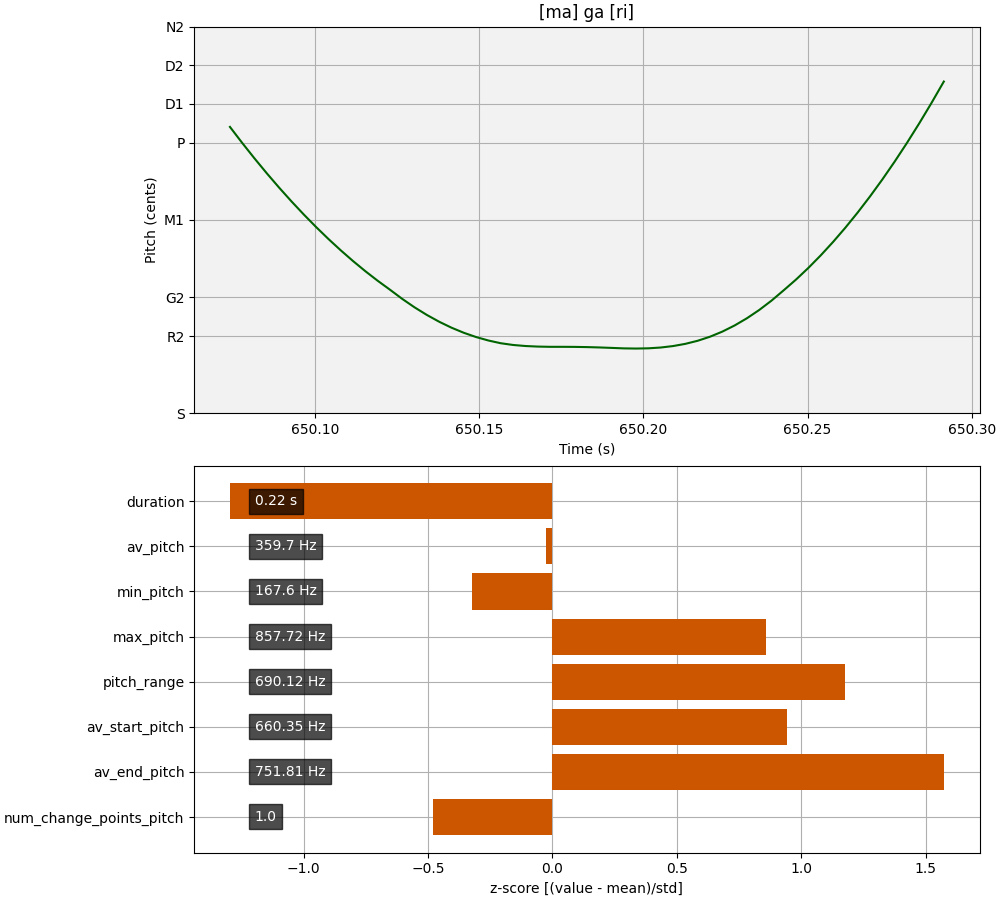 [ma] ga [ri]
N2
D2
D1
P
M1
G2
R2
S
Pitch (cents)
650.10 650.15 650.20 650.25 650.30
Time (s)
duration 0.22 s
av_pitch 359.7 Hz
min_pitch 167.6 Hz
max_pitch 857.72 Hz
pitch_range 690.12 Hz
av_start_pitch 660.35 Hz
av_end_pitch 751.81 Hz
num_change_points_pitch 1.0
−1.0 −0.5 0.0 0.5 1.0 1.5
z-score [(value - mean)/std]